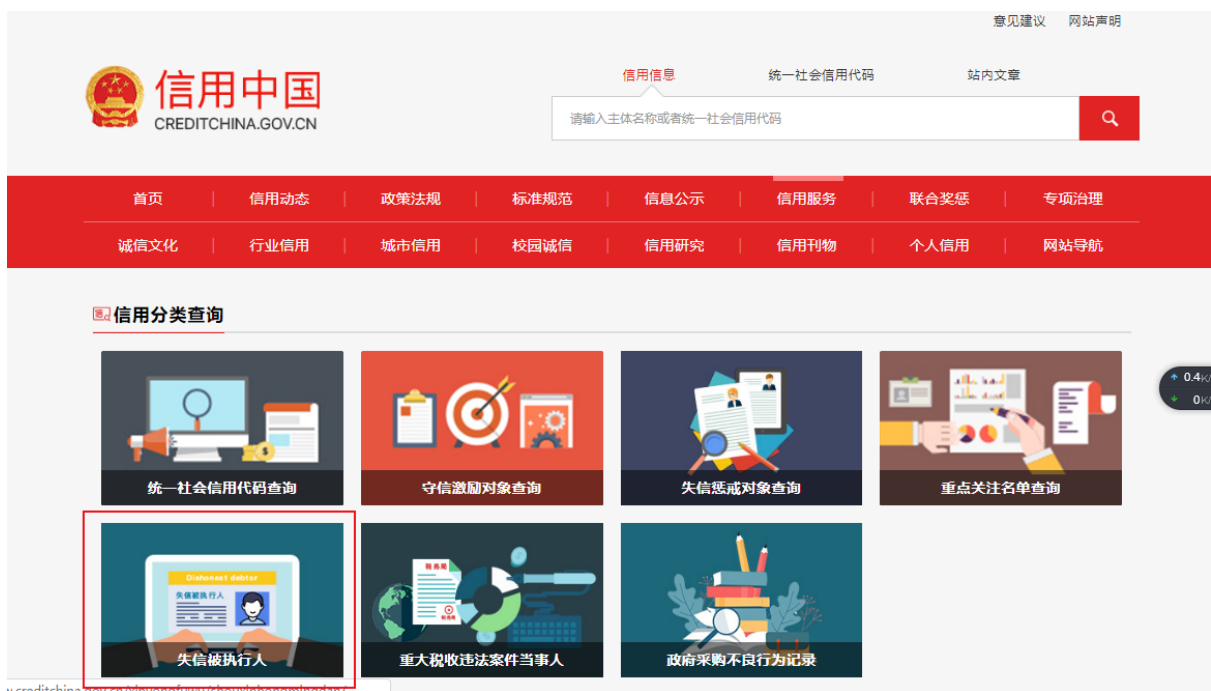 意见建议 网站声明
信用中国
CREDITCHINA.GOV.CN
信用信息 统一社会信用代码 站内文章
请输入主体名称或者统一社会信用代码
首页 信用动态 政策法规 标准规范 信息公示 信用服务 联合奖惩 专项治理
诚信文化 行业信用 城市信用 校园诚信 信用研究 信用刊物 个人信用 网站导航
信用分类查询
统一社会信用代码查询 守信激励对象查询 失信惩戒对象查询 重点关注名单查询
0.4K/
0K/
Dishonest debtor
失信被执行人
税务局
失信被执行人 重大税收违法案件当事人 政府采购不良行为记录